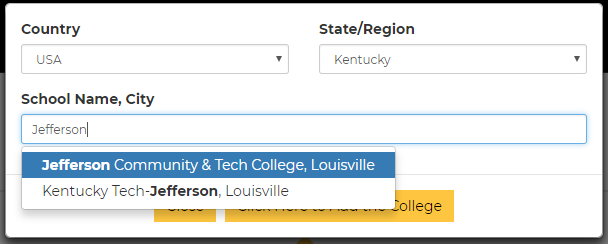 Country State/Region
USA Kentucky
School Name, City
Jefferson
Jefferson Community & Tech College, Louisville
Kentucky Tech-Jefferson, Louisville
Close Click Here to Add the College